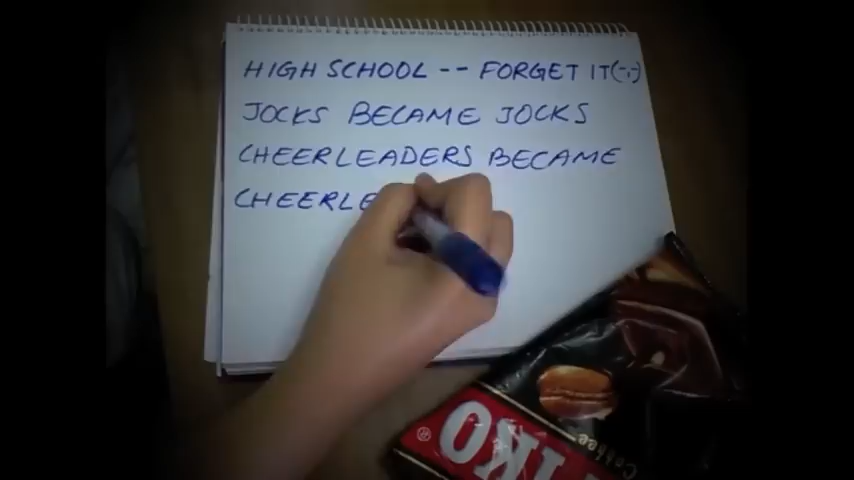 HIGH SCHOOL -- FORGET IT(-,-)
JOCKS BECAME JOCKS
CHEERLEADERS BECAME
CHEERLE
Coffee